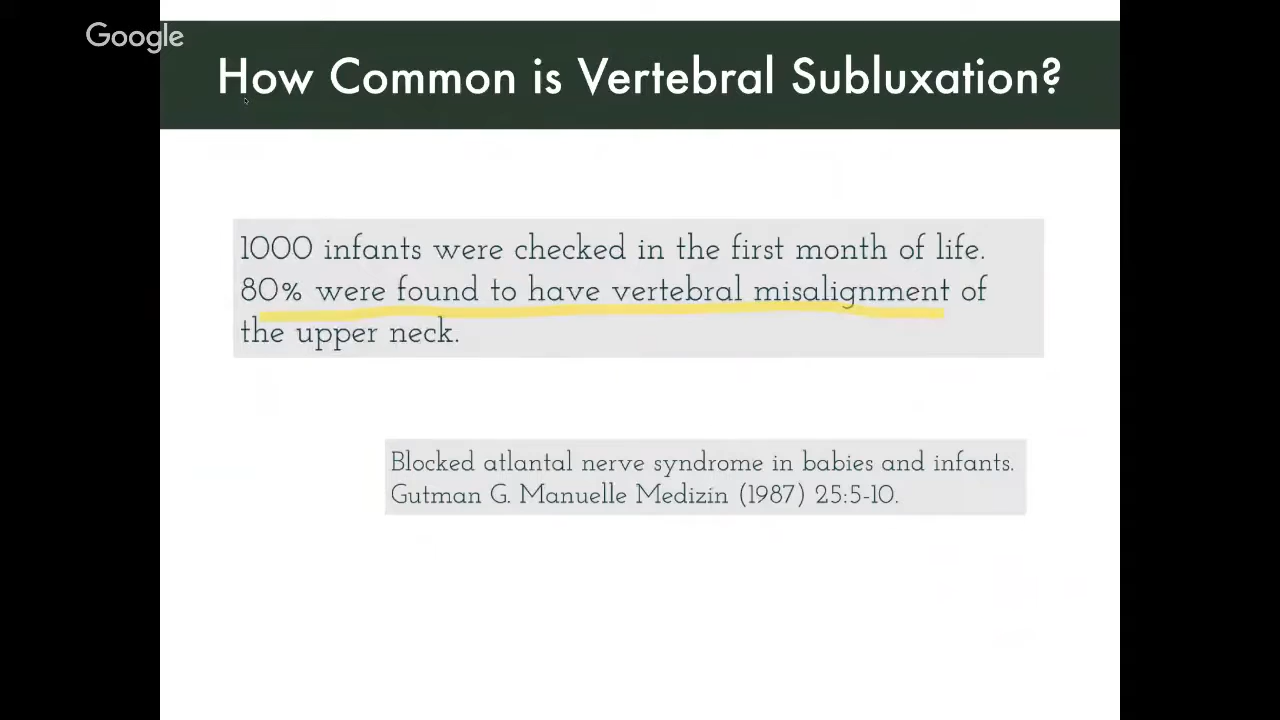 Google
How Common is Vertebral Subluxation?
1000 infants were checked in the first month of life.
80% were found to have vertebral misalignment of
the upper neck.
Blocked atlantal nerve syndrome in babies and infants.
Gutman G. Manuelle Medizin (1987) 25:5-10.